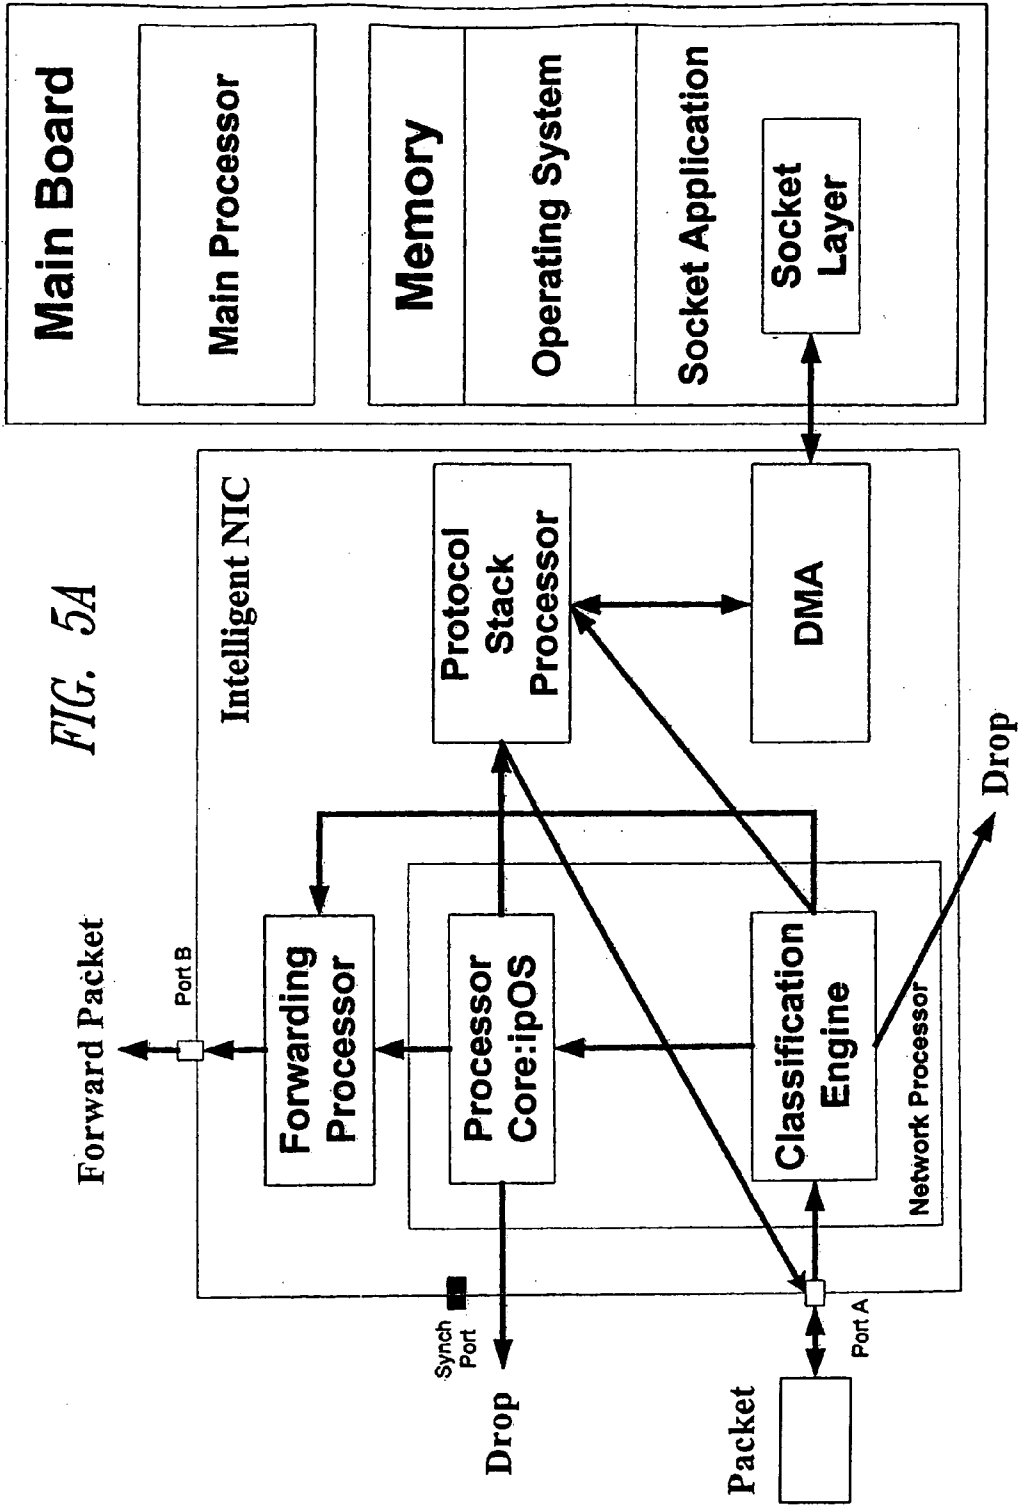 FIG. 5A
Main Board
Main Processor
Memory
Operating System
Socket Application
Socket
Layer
Intelligent NIC
Protocol
Stack
Processor
DMA
Forward Packet
Port B
Forwarding
Processor
Processor
Core:ipOS
Classification
Engine
Network Processor
Drop
Synch
Port
Drop
Port A
Packet